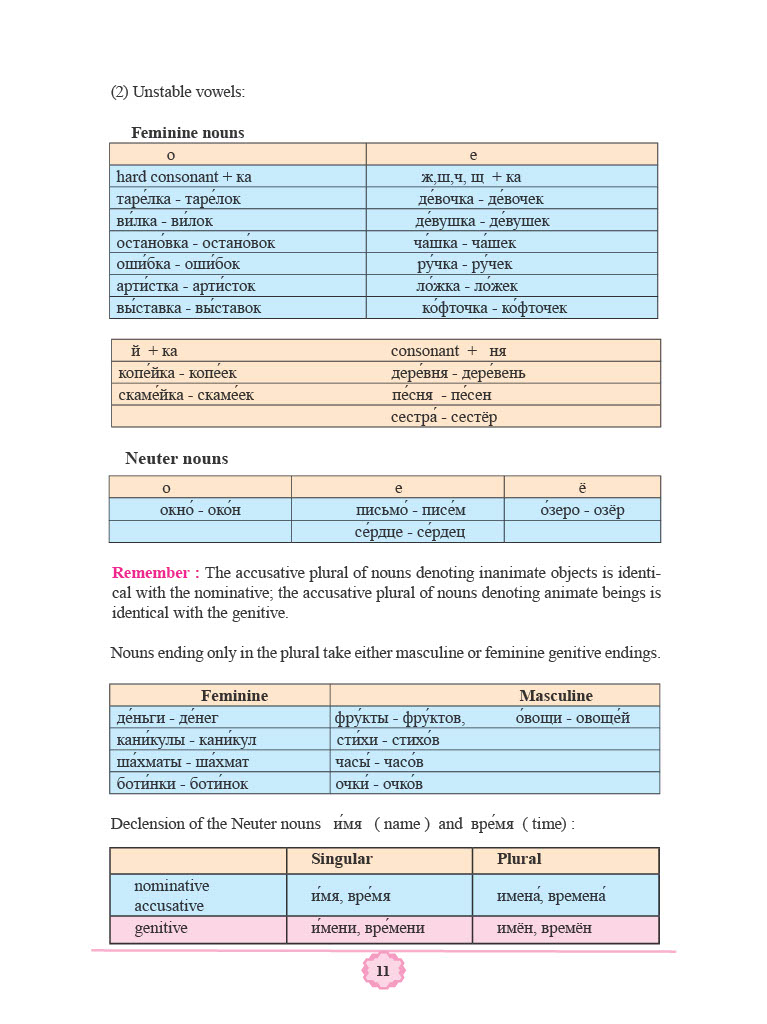 (2) Unstable vowels:
Feminine nouns
о е
hard consonant + ка ж,ш,ч, щ + ка
таре́лка - таре́лок де́вочка - де́вочек
ви́лка - ви́лок де́вушка - де́вушек
остано́вка - остано́вок ча́шка - ча́шек
оши́бка - оши́бок ру́чка - ру́чек
арти́стка - арти́сток ло́жка - ло́жек
вы́ставка - вы́ставок ко́фточка - ко́фточек
й + ка consonant + ня
копе́йка - копе́ек дере́вня - дере́вень
скаме́йка - скаме́ек пе́сня - пе́сен
сестра́ - сестёр
Neuter nouns
о е ё
окно́ - око́н письмо́ - писе́м о́зеро - озёр
се́рдце - се́рдец
Remember : The accusative plural of nouns denoting inanimate objects is identi-
cal with the nominative; the accusative plural of nouns denoting animate beings is
identical with the genitive.
Nouns ending only in the plural take either masculine or feminine genitive endings.
Feminine Masculine
де́ньги - де́нег фру́кты - фру́ктов, о́вощи - овоще́й
кани́кулы - кани́кул сти́хи - стихо́в
ша́хматы - ша́хмат часы́ - часо́в
боти́нки - боти́нок очки́ - очко́в
Declension of the Neuter nouns и́мя ( name ) and вре́мя ( time) :
Singular Plural
nominative
accusative и́мя, вре́мя имена́, времена́
genitive и́мени, вре́мени имён, времён
11